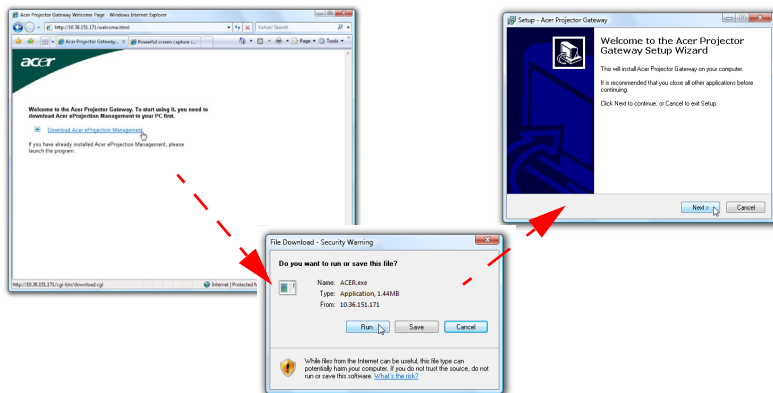 Acer Projector Gateway Welcome Page - Windows Internet Explorer
http://10.36.151.171/welcome.html
Yahoo! Search
Acer Projector Gateway...
Powerful screen capture s...
Page
Tools
acer
Welcome to the Acer Projector Gateway. To start using it, you need to
download Acer eProjection Management to your PC first.
Download Acer eProjection Management
If you have already installed Acer eProjection Management, please
launch the program.
http://10.36.151.171/cgi-bin/download.cgi
Internet | Protected
File Download - Security Warning
Do you want to run or save this file?
Name: ACER.exe
Type: Application, 1.44MB
From: 10.36.151.171
Run
Save
Cancel
While files from the Internet can be useful, this file type can
potentially harm your computer. If you do not trust the source, do not
run or save this software. What's the risk?
Setup - Acer Projector Gateway
Welcome to the Acer Projector
Gateway Setup Wizard
This will install Acer Projector Gateway on your computer.
It is recommended that you close all other applications before
continuing.
Click Next to continue, or Cancel to exit Setup.
Next >
Cancel